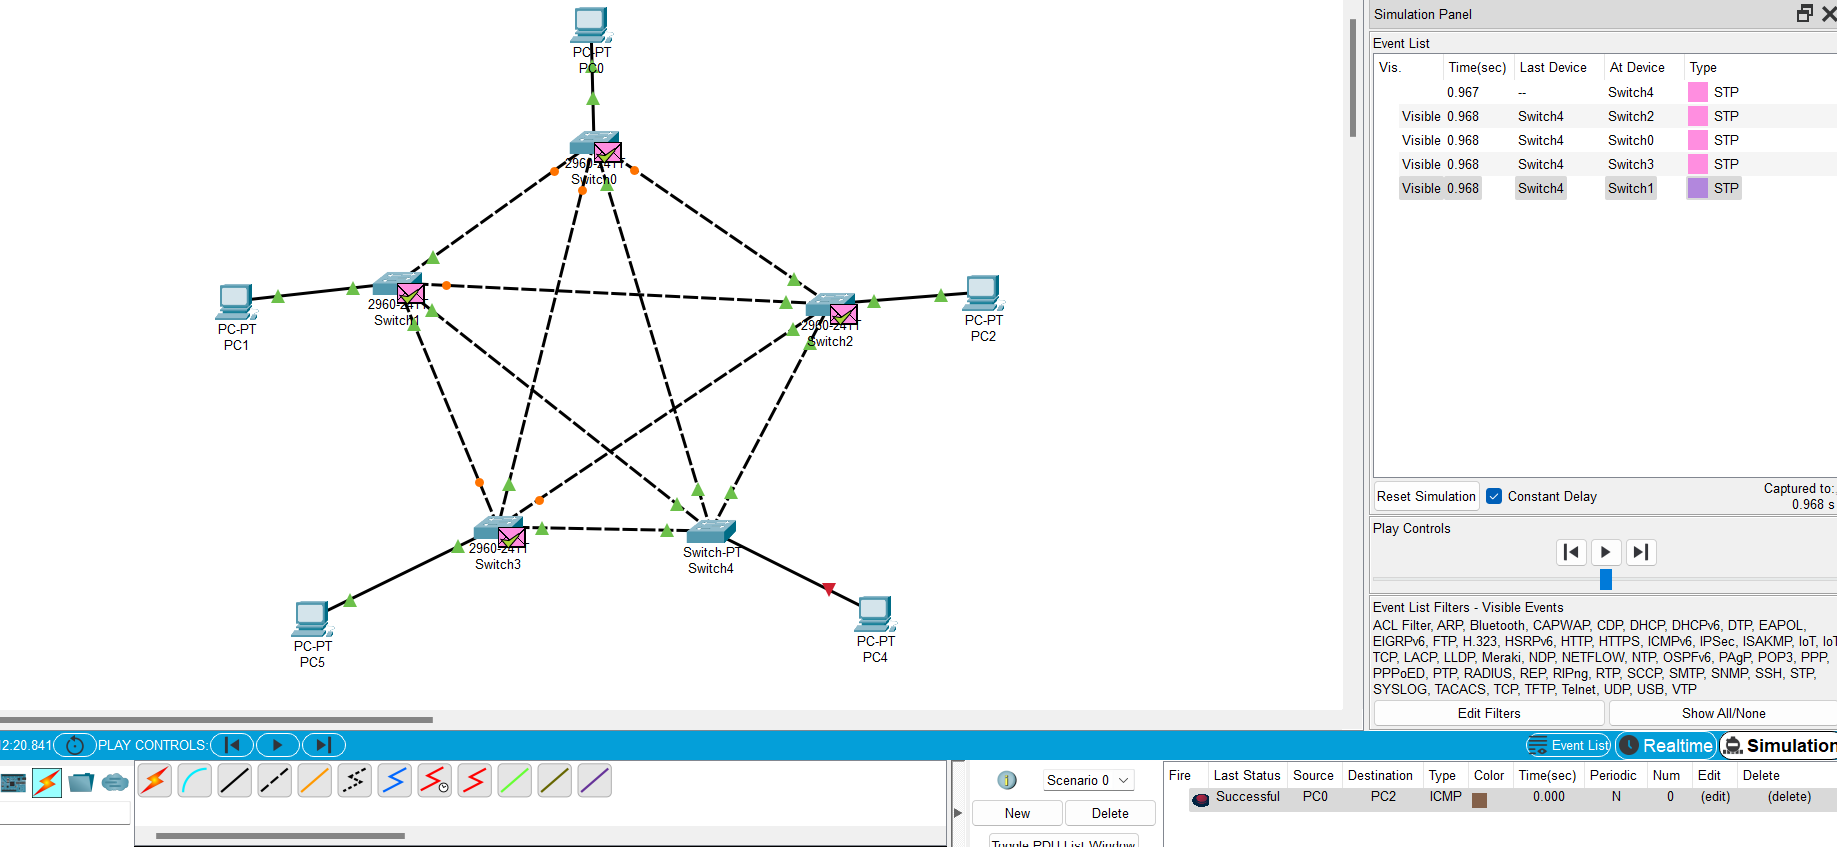 PC-PT
PC0
2960-24TT
Switch0
2960-24TT
Switch1
PC-PT
PC1
2960-24TT
Switch2
PC-PT
PC2
2960-24TT
Switch3
Switch-PT
Switch4
PC-PT
PC5
PC-PT
PC4
Simulation Panel
Event List
Vis. Time(sec) Last Device At Device Type
0.967 -- Switch4 STP
Visible 0.968 Switch4 Switch2 STP
Visible 0.968 Switch4 Switch0 STP
Visible 0.968 Switch4 Switch3 STP
Visible 0.968 Switch4 Switch1 STP
Reset Simulation Constant Delay Captured to:
0.968 s
Play Controls
Event List Filters - Visible Events
ACL Filter, ARP, Bluetooth, CAPWAP, CDP, DHCP, DHCPv6, DTP, EAPOL,
EIGRPv6, FTP, H.323, HSRPv6, HTTP, HTTPS, ICMPv6, IPSec, ISAKMP, IoT, IoT
TCP, LACP, LLDP, Meraki, NDP, NETFLOW, NTP, OSPFv6, PAgP, POP3, PPP,
PPPoED, PTP, RADIUS, REP, RIPng, RTP, SCCP, SMTP, SNMP, SSH, STP,
SYSLOG, TACACS, TCP, TFTP, Telnet, UDP, USB, VTP
Edit Filters Show All/None
2:20.841 PLAY CONTROLS: Event List Realtime Simulation
Scenario 0
New Delete
Toggle PDU List Window
Fire Last Status Source Destination Type Color Time(sec) Periodic Num Edit Delete
Successful PC0 PC2 ICMP 0.000 N 0 (edit) (delete)